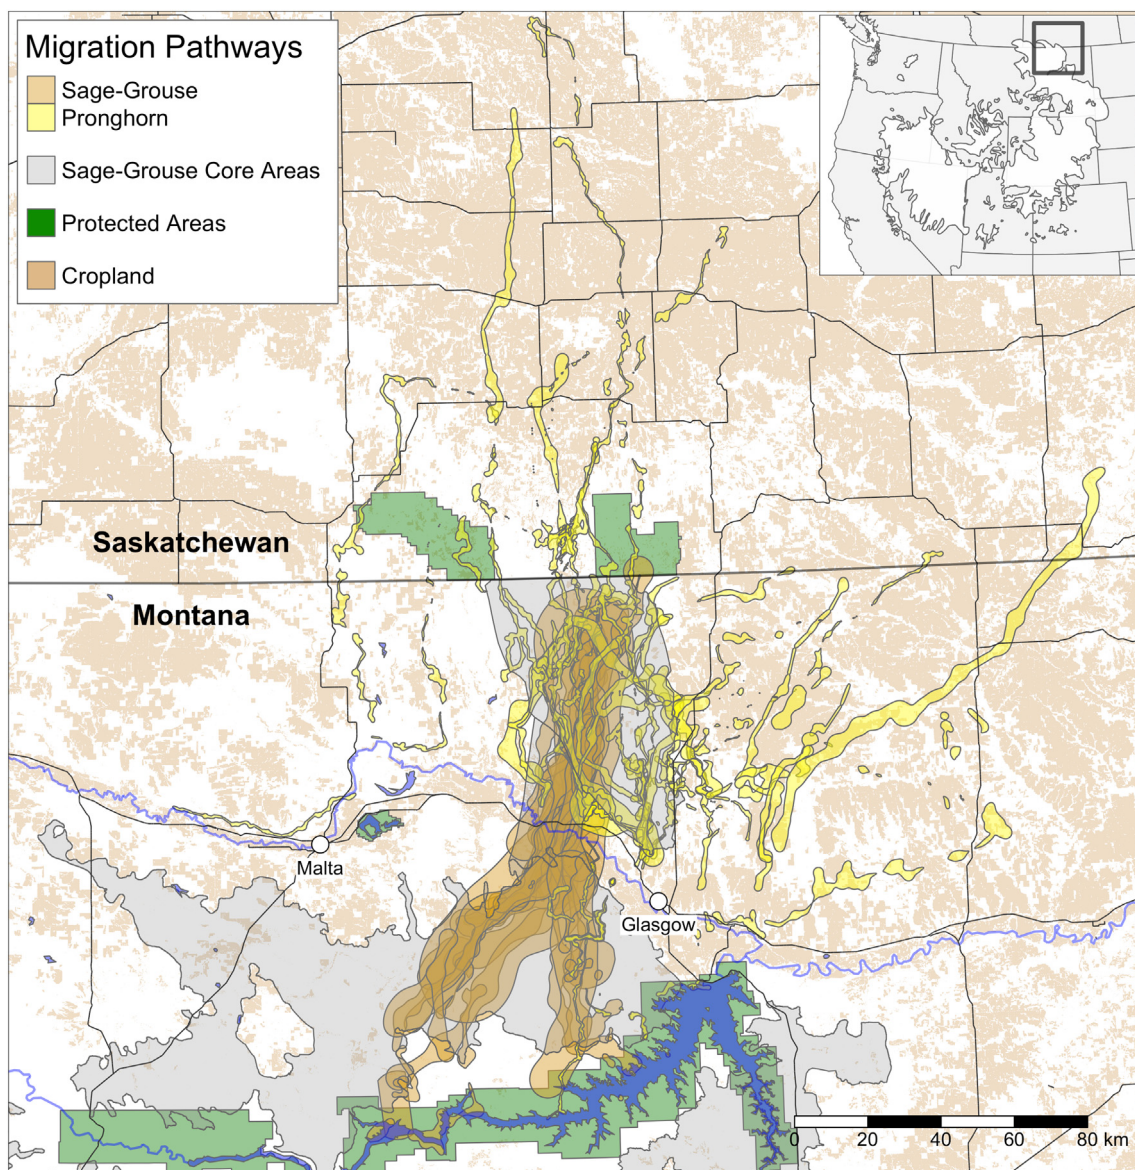 Migration Pathways
Sage-Grouse
Pronghorn
Sage-Grouse Core Areas
Protected Areas
Cropland
Saskatchewan
Montana
Malta
Glasgow
0 20 40 60 80 km